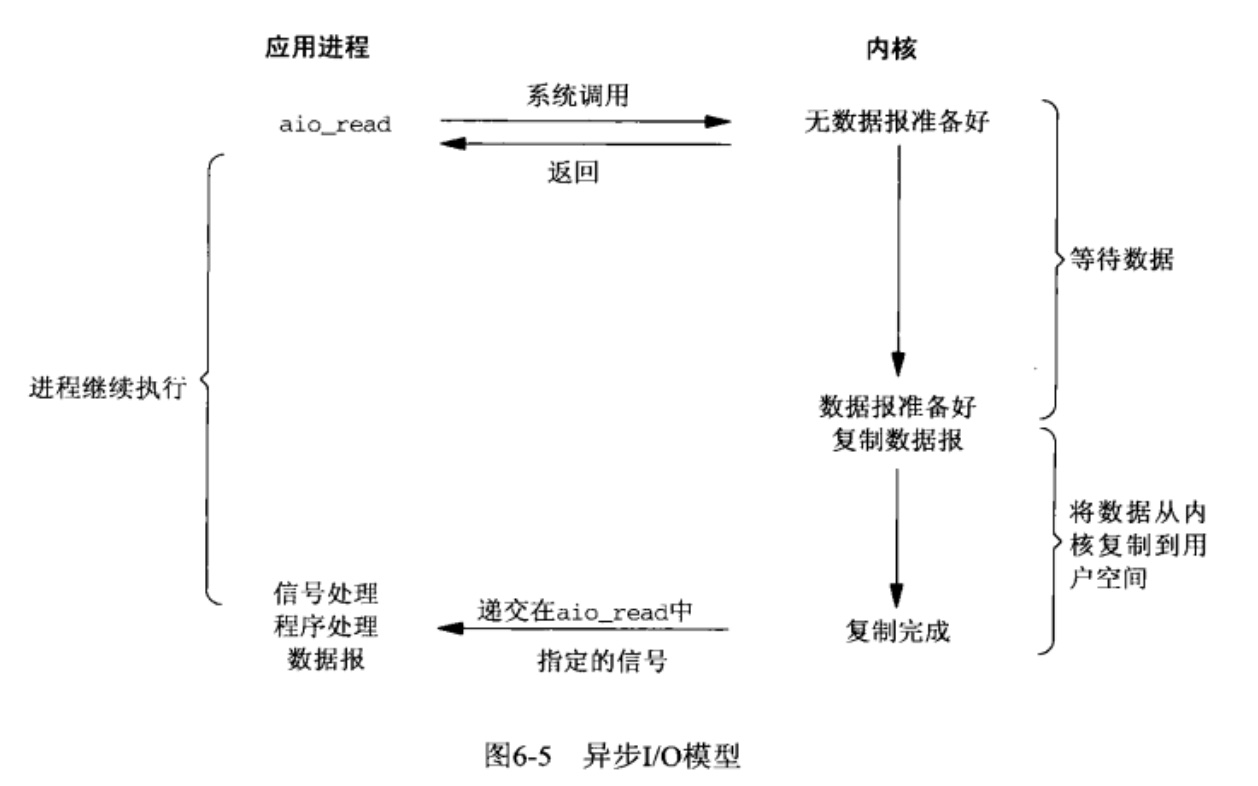 应用进程
内核
系统调用
aio_read
无数据报准备好
返回
等待数据
进程继续执行
数据报准备好
复制数据报
将数据从内
核复制到用
户空间
信号处理
程序处理
数据报
递交在aio_read中
指定的信号
复制完成
图6-5 异步I/O模型